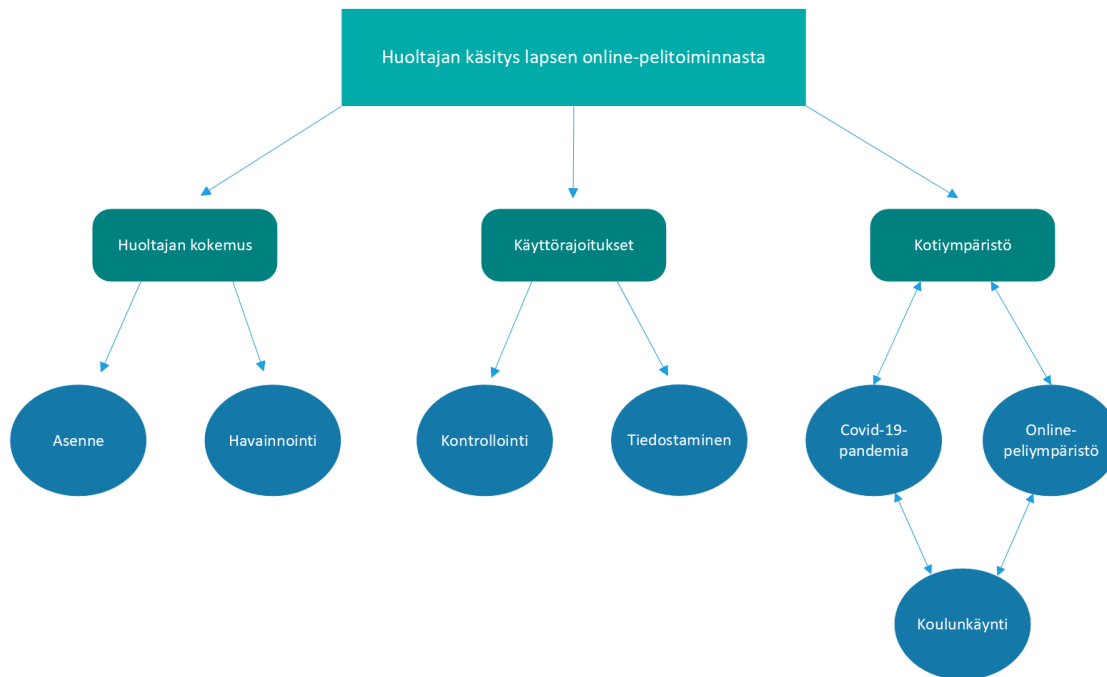 Huoltajan käsitys lapsen online-pelitoiminnasta
Huoltajan kokemus
Käyttörajoitukset
Kotiympäristö
Asenne
Havainnointi
Kontrollointi
Tiedostaminen
Covid-19-
pandemia
Online-
peliympäristö
Koulunkäynti